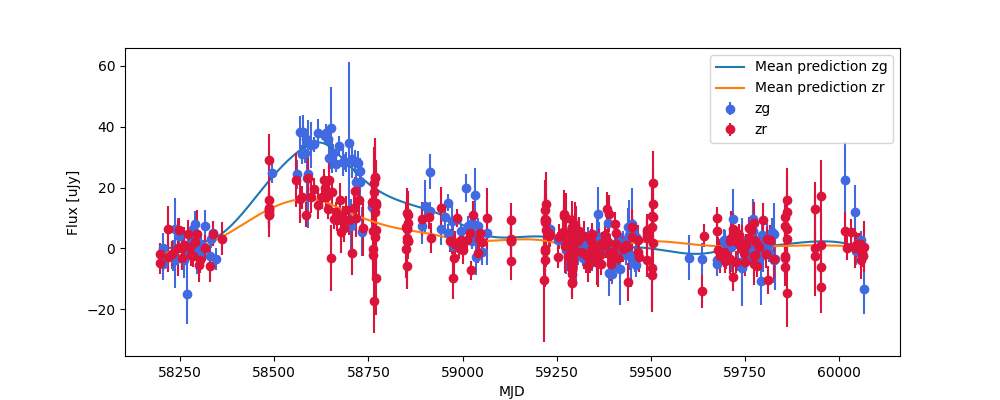 60
40
20
0
−20
Flux [uJy]
58250 58500 58750 59000 59250 59500 59750 60000
MJD
Mean prediction zg
Mean prediction zr
zg
zr